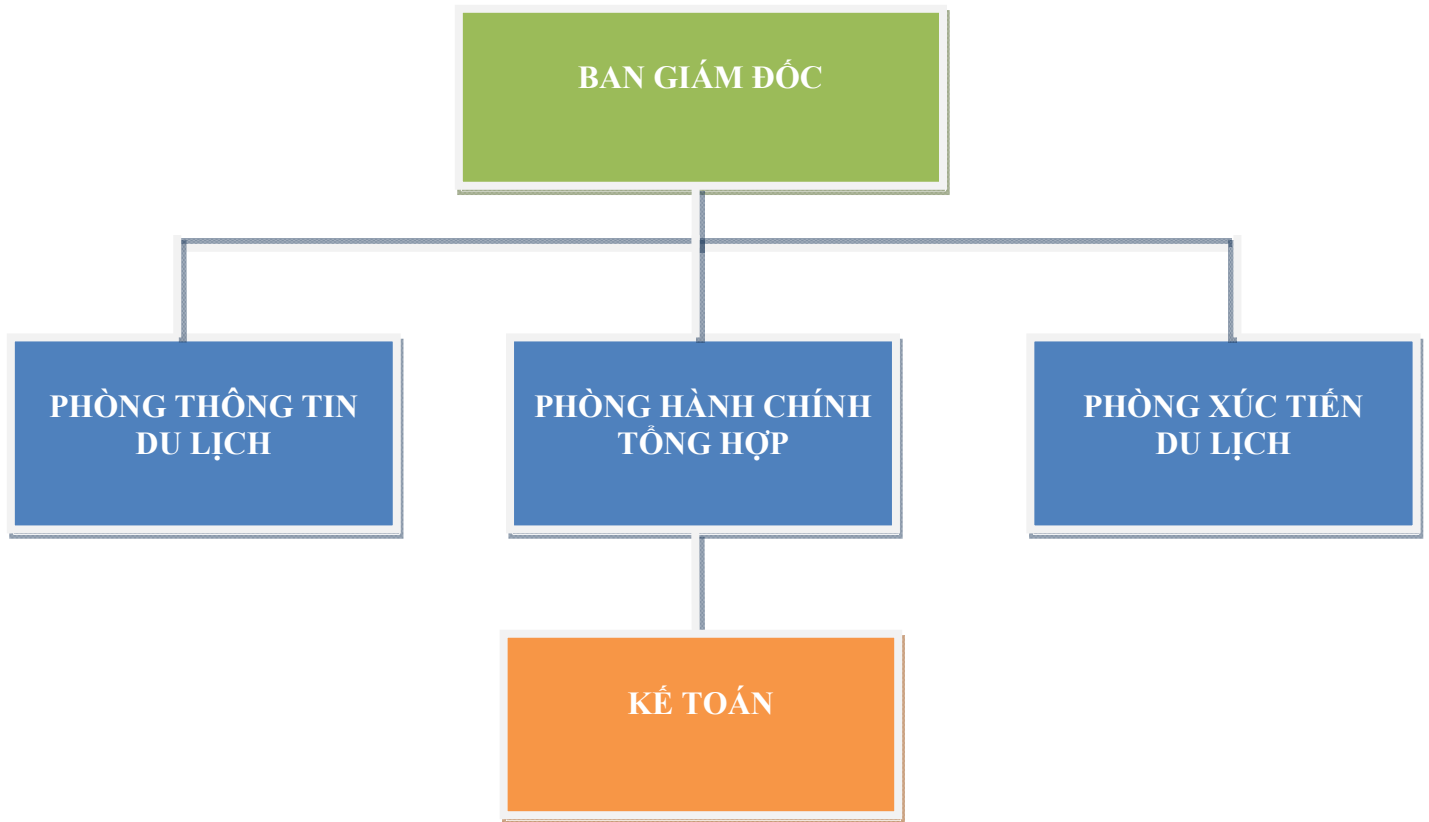 BAN GIÁM ĐỐC
PHÒNG THÔNG TIN
DU LỊCH
PHÒNG HÀNH CHÍNH
TỔNG HỢP
PHÒNG XÚC TIẾN
DU LỊCH
KẾ TOÁN